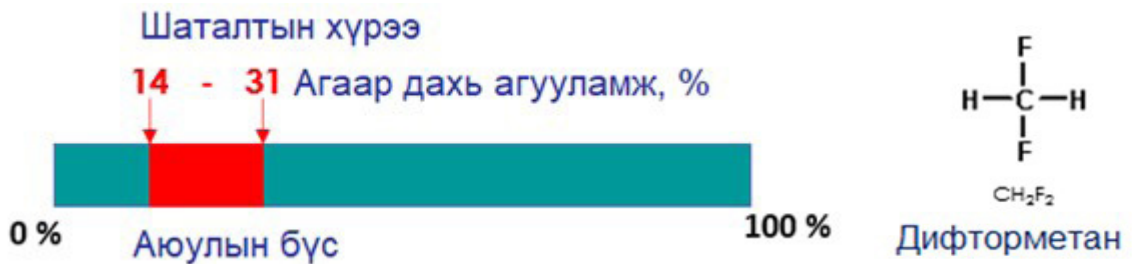 Шаталтын хүрээ
14 - 31 Агаар дахь агууламж, %
0 %
100 %
Аюулын бүс
F
H C H
F
CH₂F₂
Дифторметан